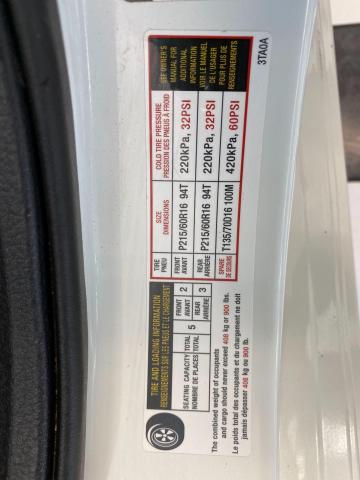 TIRE AND LOADING INFORMATION
RENSEIGNEMENTS SUR LES PNEUS ET LE CHARGEMENT
SEATING CAPACITY TOTAL 5 FRONT 2 REAR 3
NOMBRE DE PLACES TOTAL AVANT ARRIÈRE
The combined weight of occupants
and cargo should never exceed 408 kg or 900 lbs.
Le poids total des occupants et du chargement ne doit
jamais dépasser 408 kg ou 900 lb.
TIRE
PNEU
SIZE
DIMENSIONS
COLD TIRE PRESSURE
PRESSION DES PNEUS À FROID
SEE OWNER'S
MANUAL FOR
ADDITIONAL
INFORMATION
VOIR LE MANUEL
DE L'USAGER
POUR PLUS DE
RENSEIGNEMENTS
FRONT
AVANT
P215/60R16 94T
220kPa, 32PSI
REAR
ARRIÈRE
P215/60R16 94T
220kPa, 32PSI
SPARE
DE SECOURS
T135/70D16 100M
420kPa, 60PSI
3TA0A